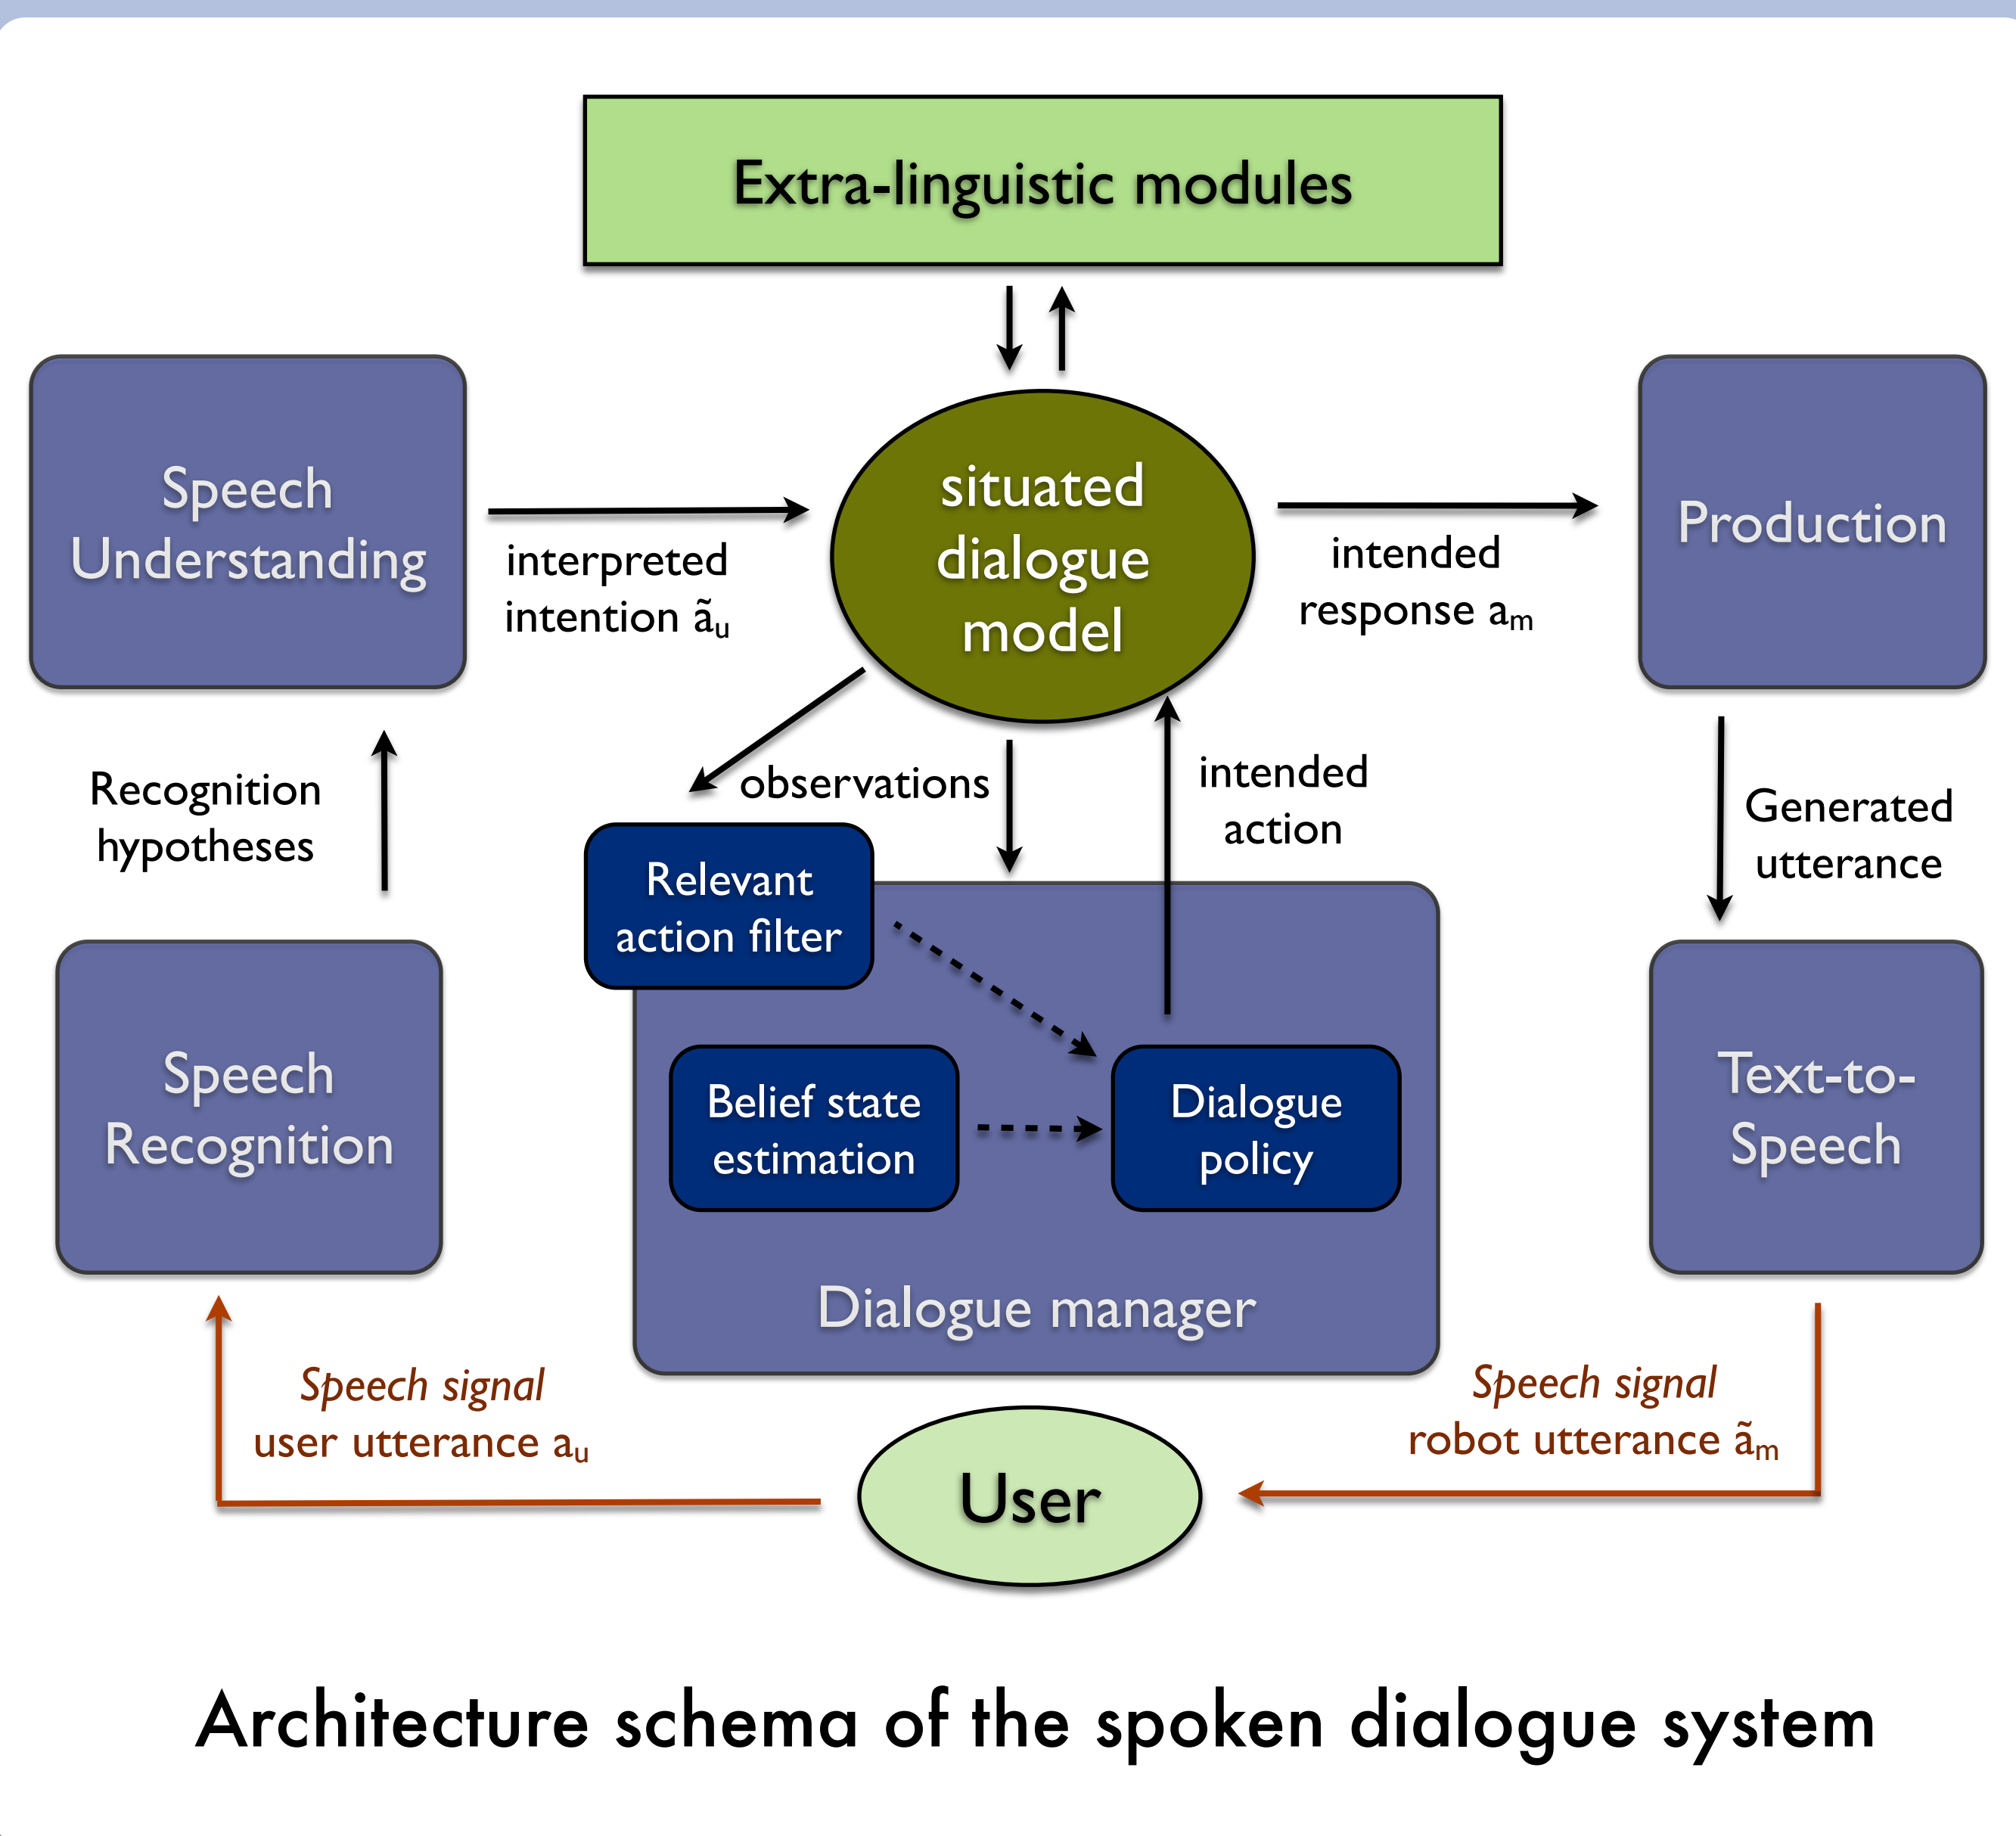 Extra-linguistic modules
Speech
Understanding
interpreted
intention ãu
situated
dialogue
model
intended
response am
Production
Recognition
hypotheses
observations
intended
action
Generated
utterance
Relevant
action filter
Speech
Recognition
Belief state
estimation
Dialogue
policy
Dialogue manager
Text-to-
Speech
Speech signal
user utterance au
User
Speech signal
robot utterance ãm
Architecture schema of the spoken dialogue system